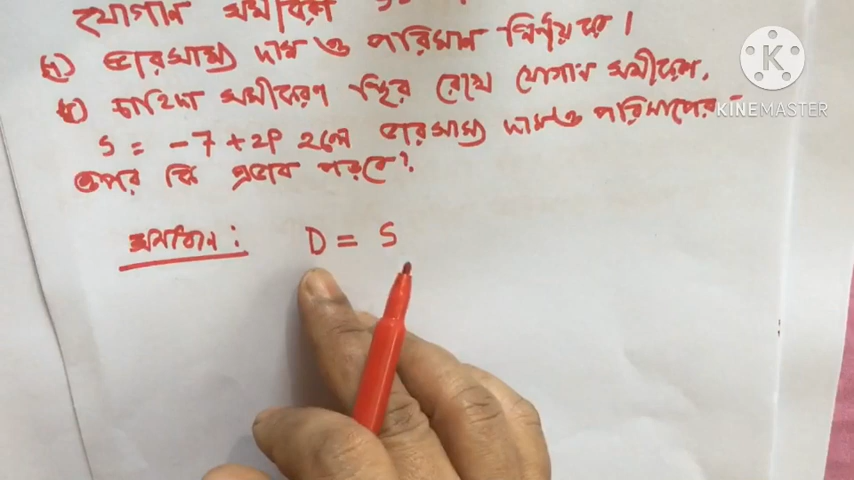 যোগান সমীকরণ
ভারসাম্য দাম ও পরিমান নির্নয় কর।
চাহিদা সমীকরণ স্থির রেখে যোগান সমীকরণ,
S = -7 + 2P হলে ভারসাম্য দাম ও পরিমাপের
উপর কি প্রভাব পড়বে?
সমাধান: D = S
KINEMASTER